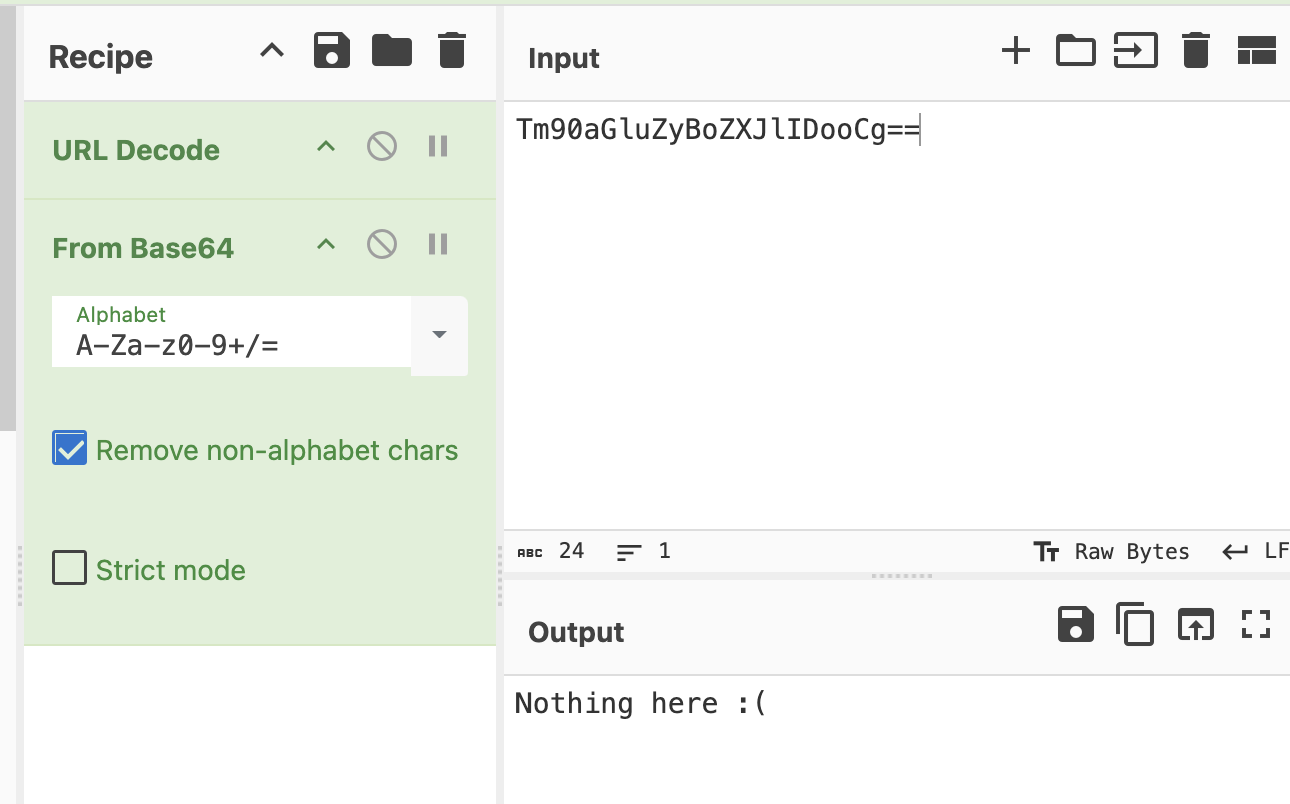 Recipe
URL Decode
From Base64
Alphabet
A-Za-z0-9+/=
Remove non-alphabet chars
Strict mode
Input
Tm90aGluZyBoZXJlIDooCg==
ABC 24 1 Raw Bytes LF
Output
Nothing here :(